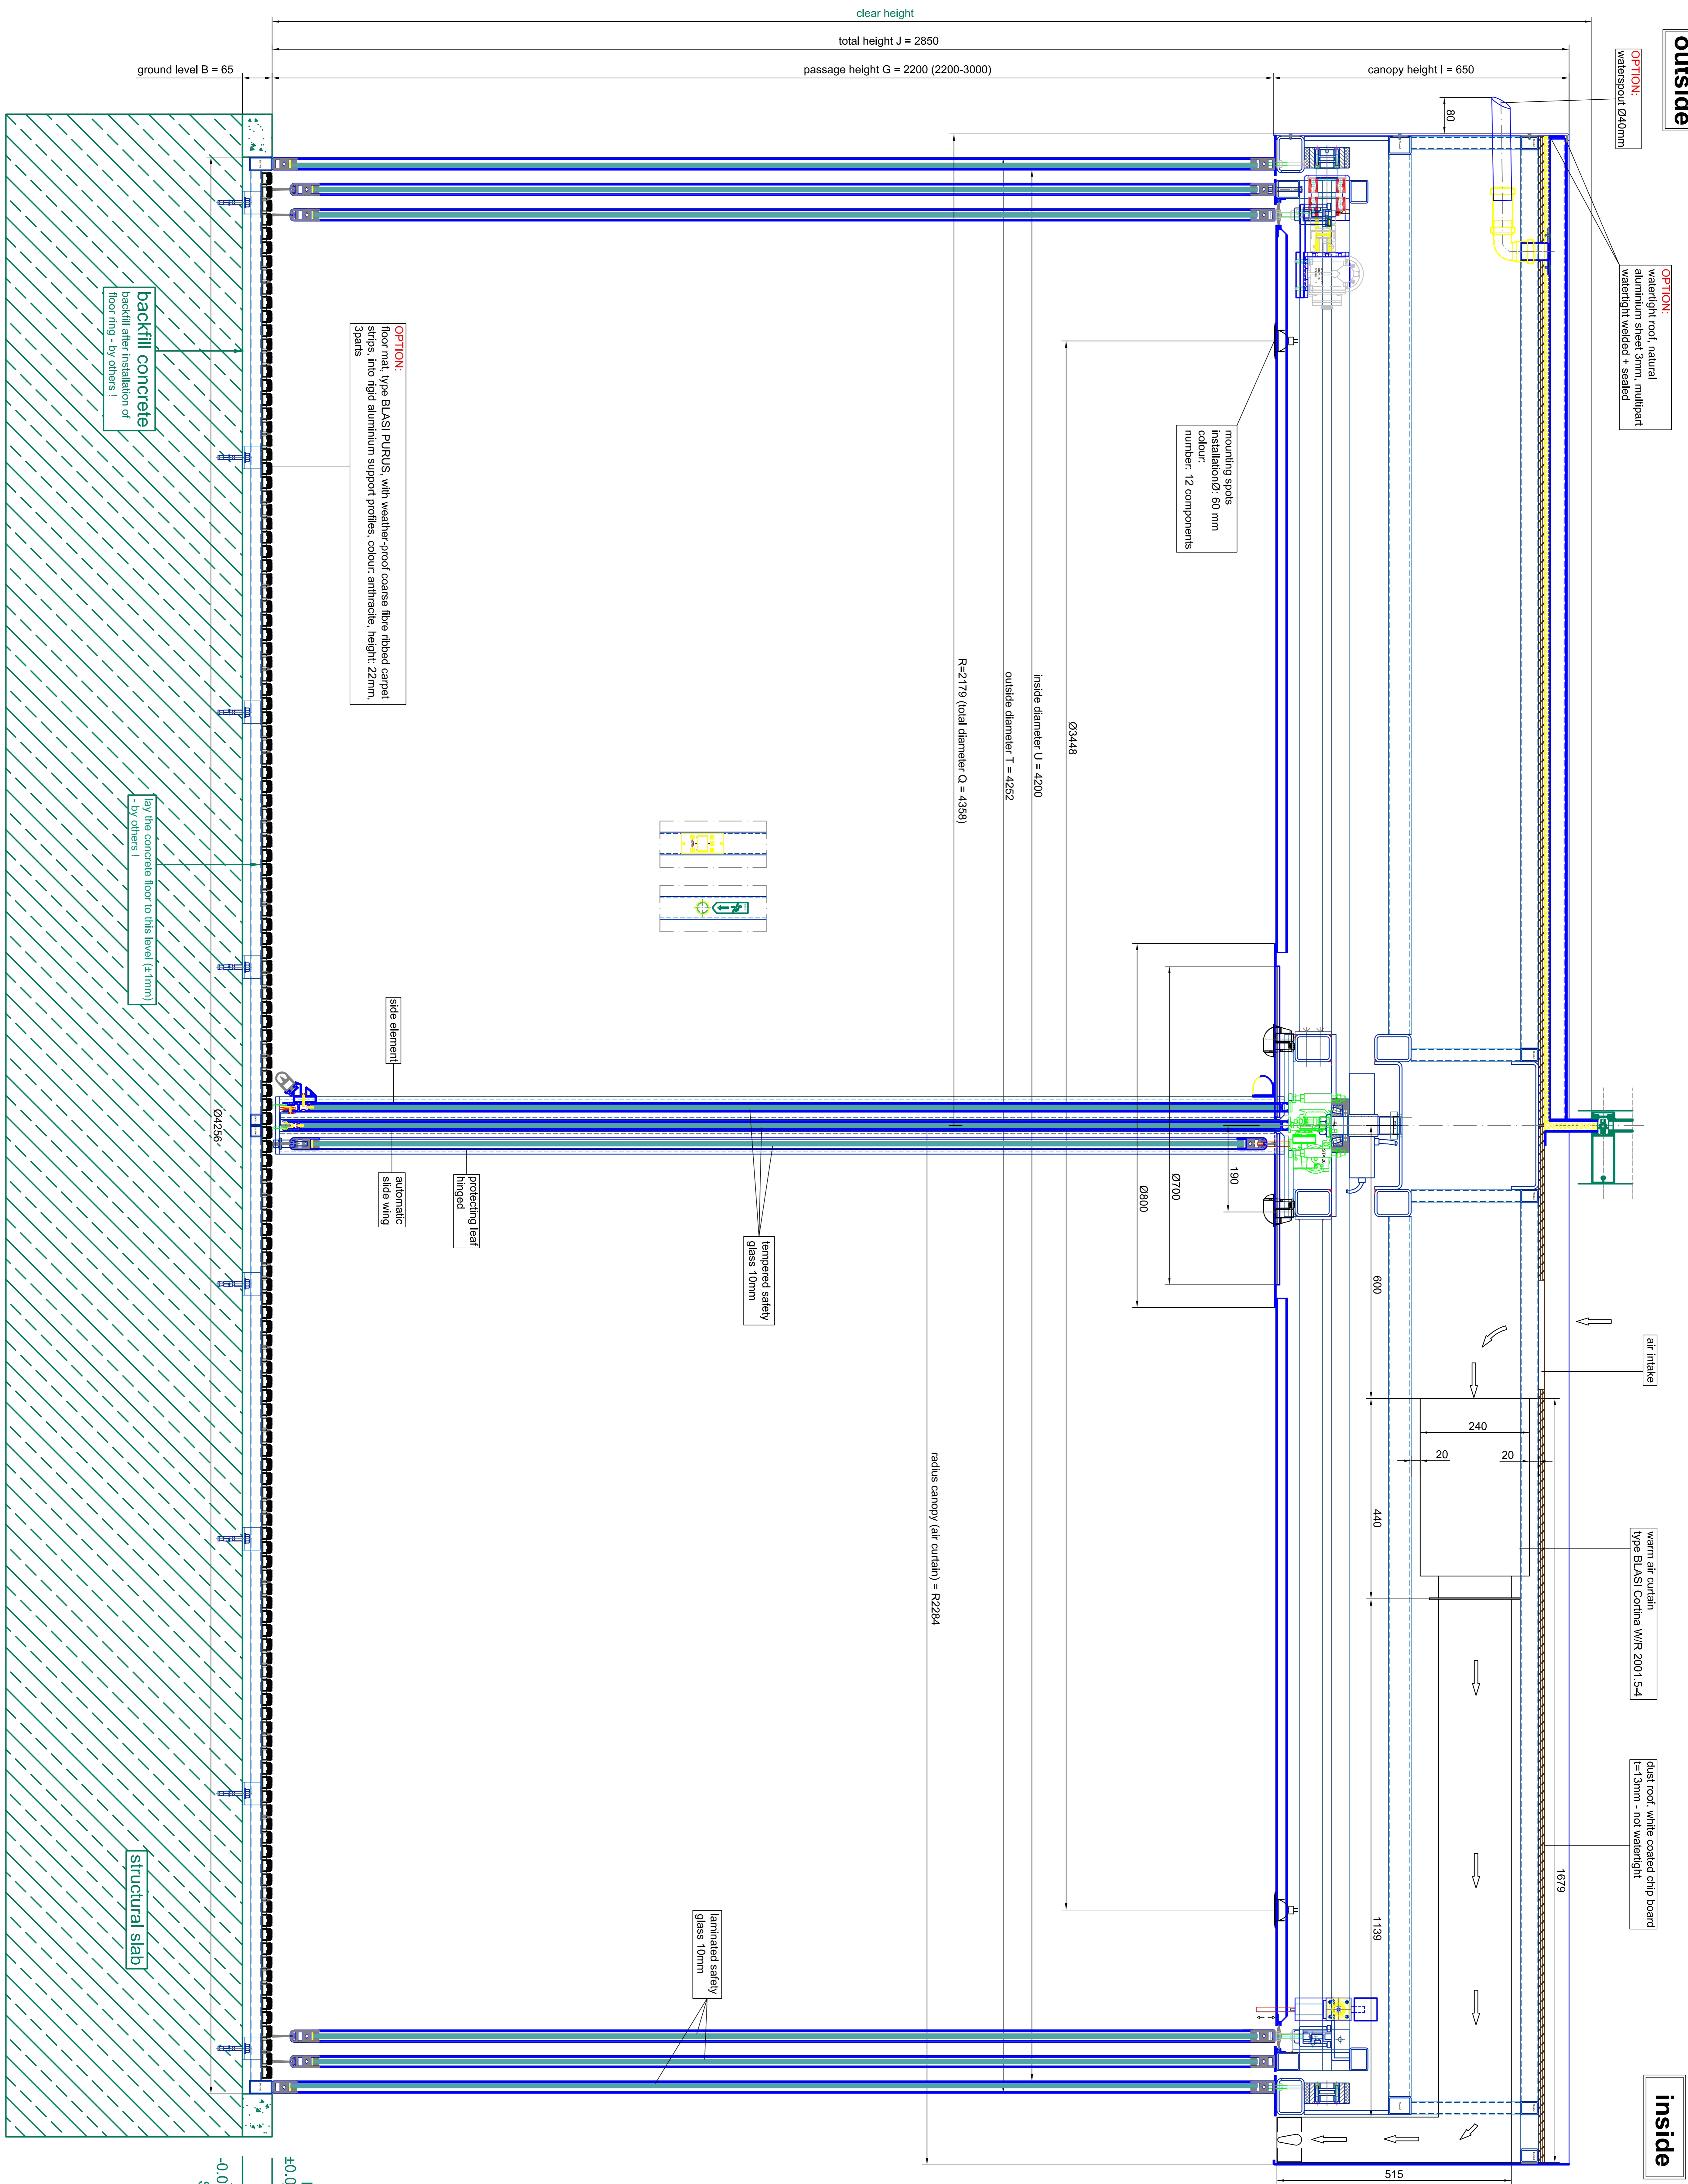 outside
inside
clear height
total height J = 2850
ground level B = 65
passage height G = 2200 (2200-3000)
canopy height I = 650
OPTION:
waterspout Ø40mm
80
OPTION:
watertight roof, natural
aluminium sheet 3mm, multipart
watertight welded + sealed
air intake
warm air curtain
type BLASI Cortina W/R 2001.5-4
dust roof, white coated chip board
t=13mm - not watertight
1679
240
20
20
600
440
1139
515
mounting spots
installationØ: 60 mm
colour:
number: 12 components
190
Ø700
Ø800
Ø3448
inside diameter U = 4200
outside diameter T = 4252
R=2179 (total diameter Q = 4358)
radius canopy (air curtain) = R2284
tempered safety
glass 10mm
laminated safety
glass 10mm
protecting leaf
hinged
side element
automatic
slide wing
OPTION:
floor mat, type BLASI PURUS, with weather-proof coarse fibre ribbed carpet
strips, into rigid aluminium support profiles, colour: anthracite, height: 22mm,
3parts
Ø4256
backfill concrete
backfill after installation of
floor ring - by others !
lay the concrete floor to this level (±1mm)
- by others !
structural slab
±0.0
-0.0